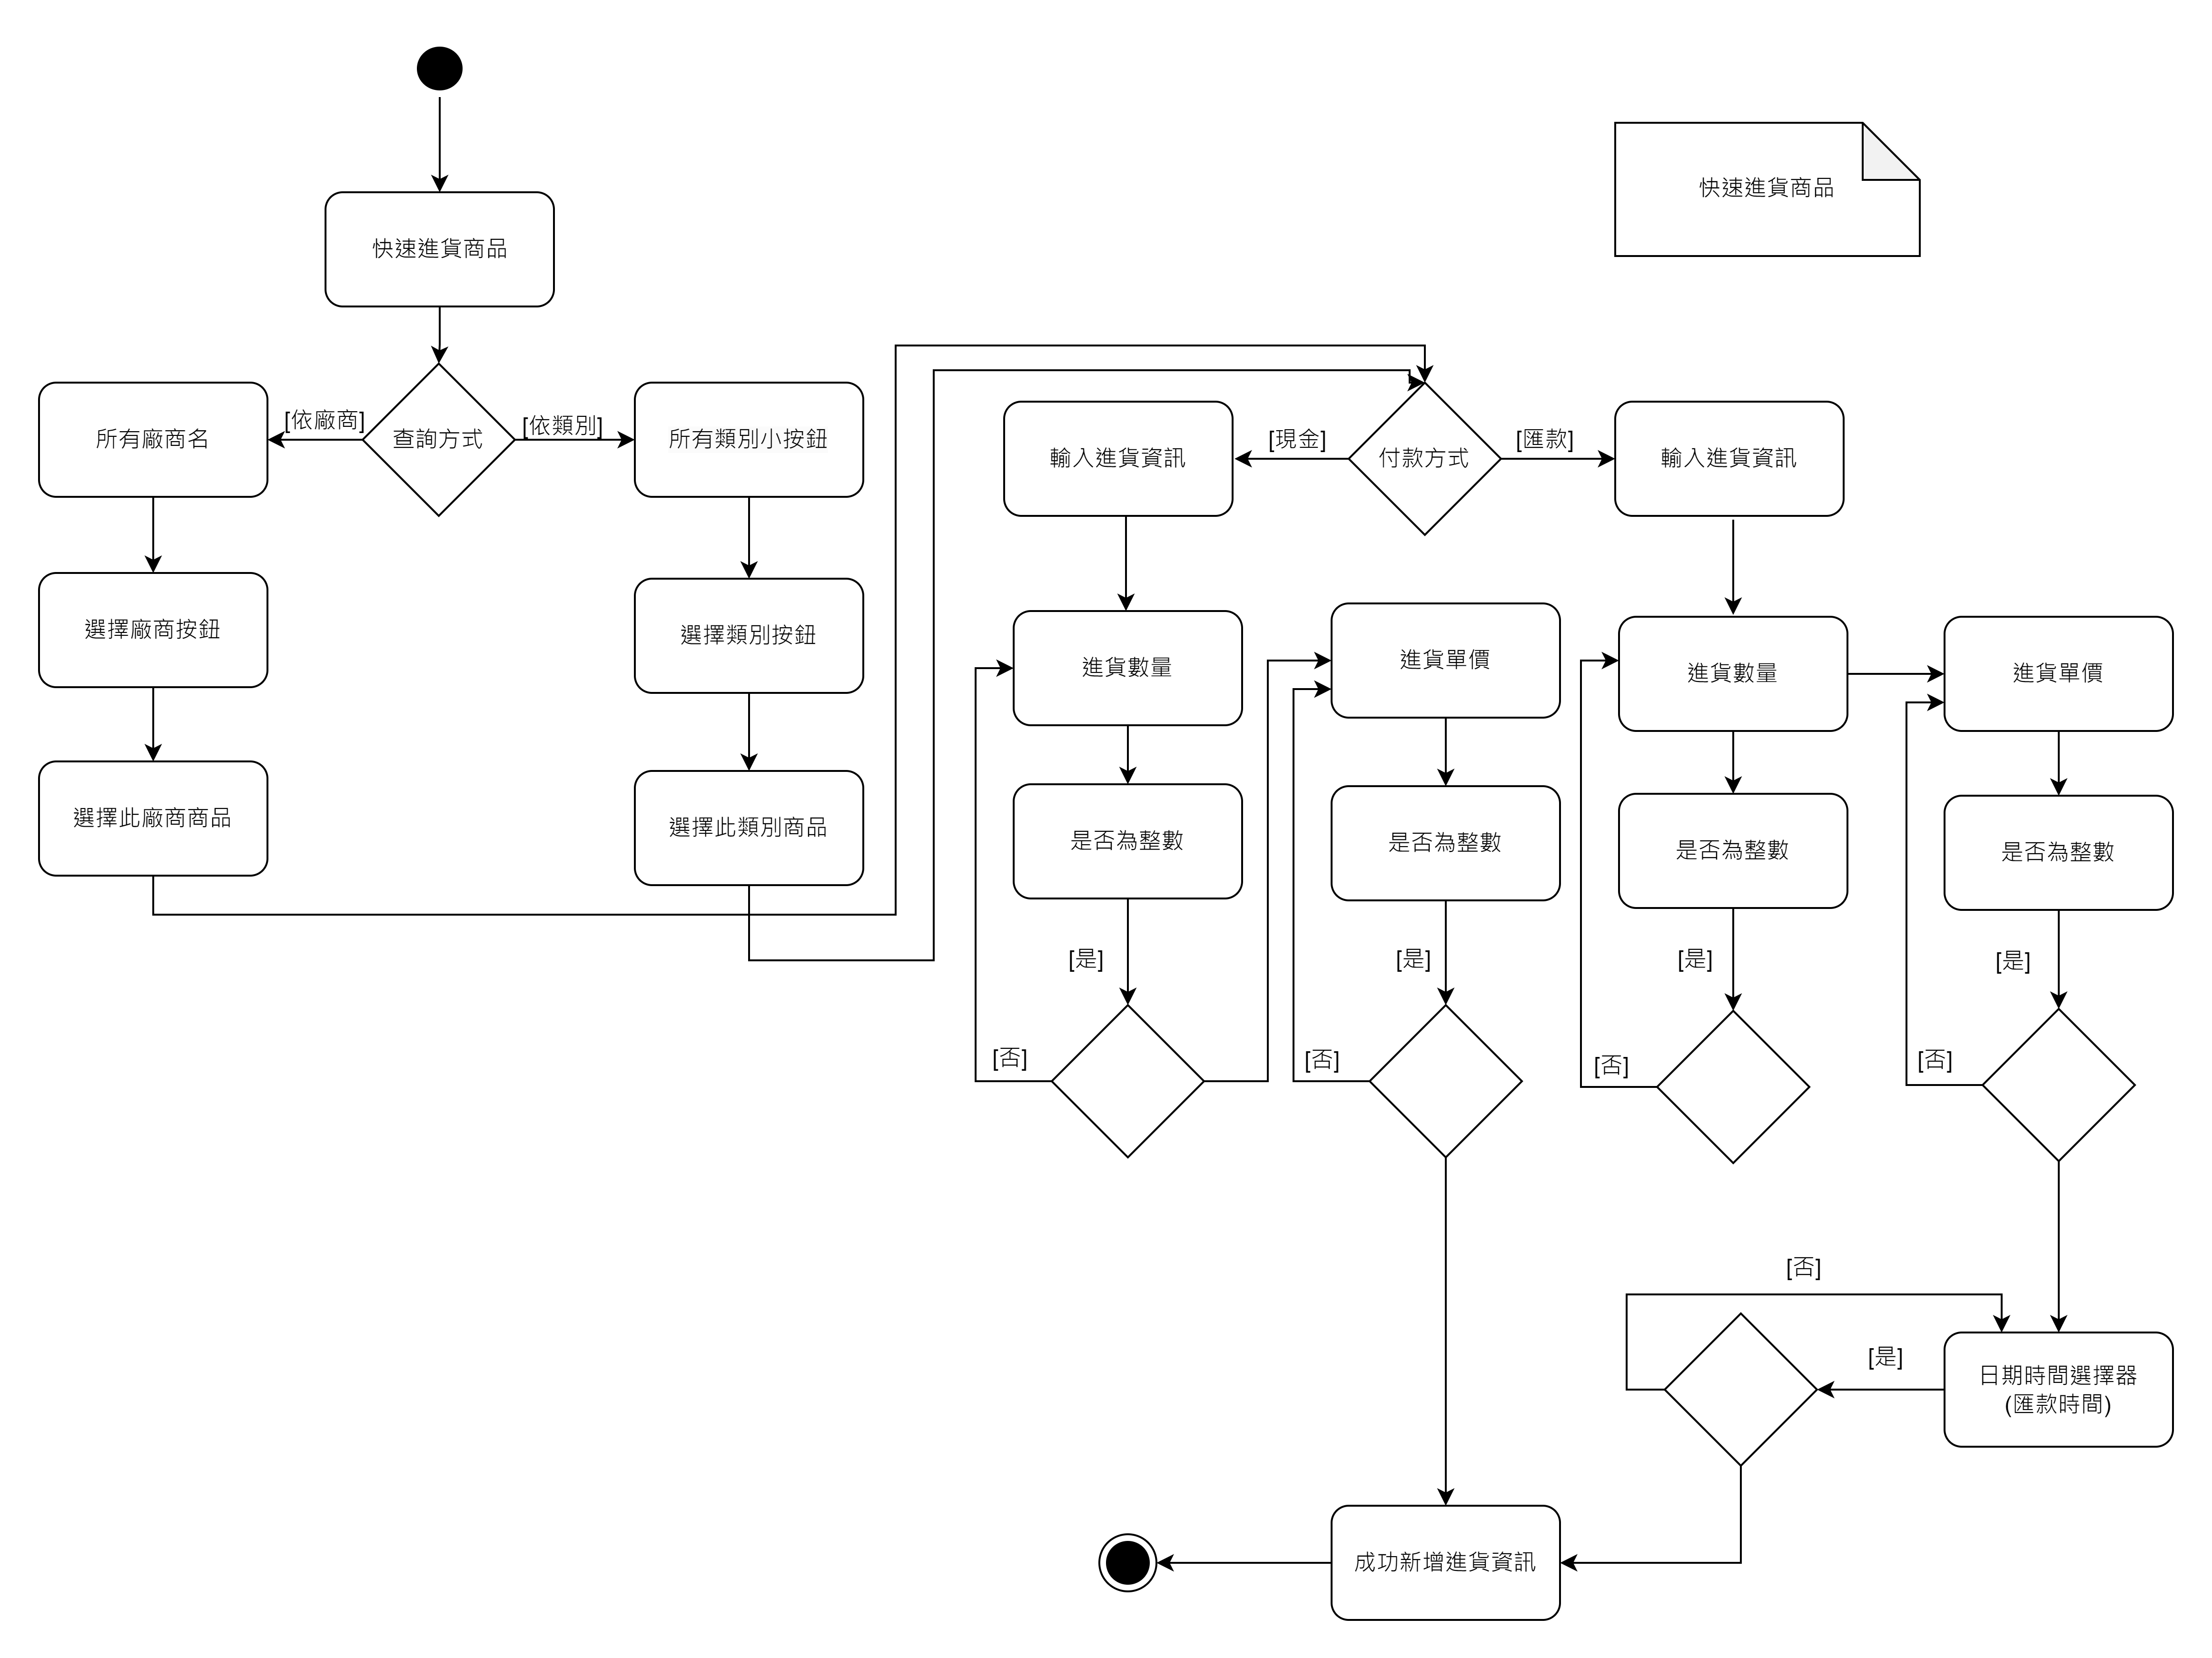 快速進貨商品
快速進貨商品
所有廠商名
[依廠商]
查詢方式
[依類別]
所有類別小按鈕
輸入進貨資訊
[現金]
付款方式
[匯款]
輸入進貨資訊
選擇廠商按鈕
選擇類別按鈕
進貨數量
進貨單價
進貨數量
進貨單價
選擇此廠商商品
選擇此類別商品
是否為整數
是否為整數
是否為整數
是否為整數
[是]
[是]
[是]
[是]
[否]
[否]
[否]
[否]
[否]
[是]
日期時間選擇器
(匯款時間)
成功新增進貨資訊